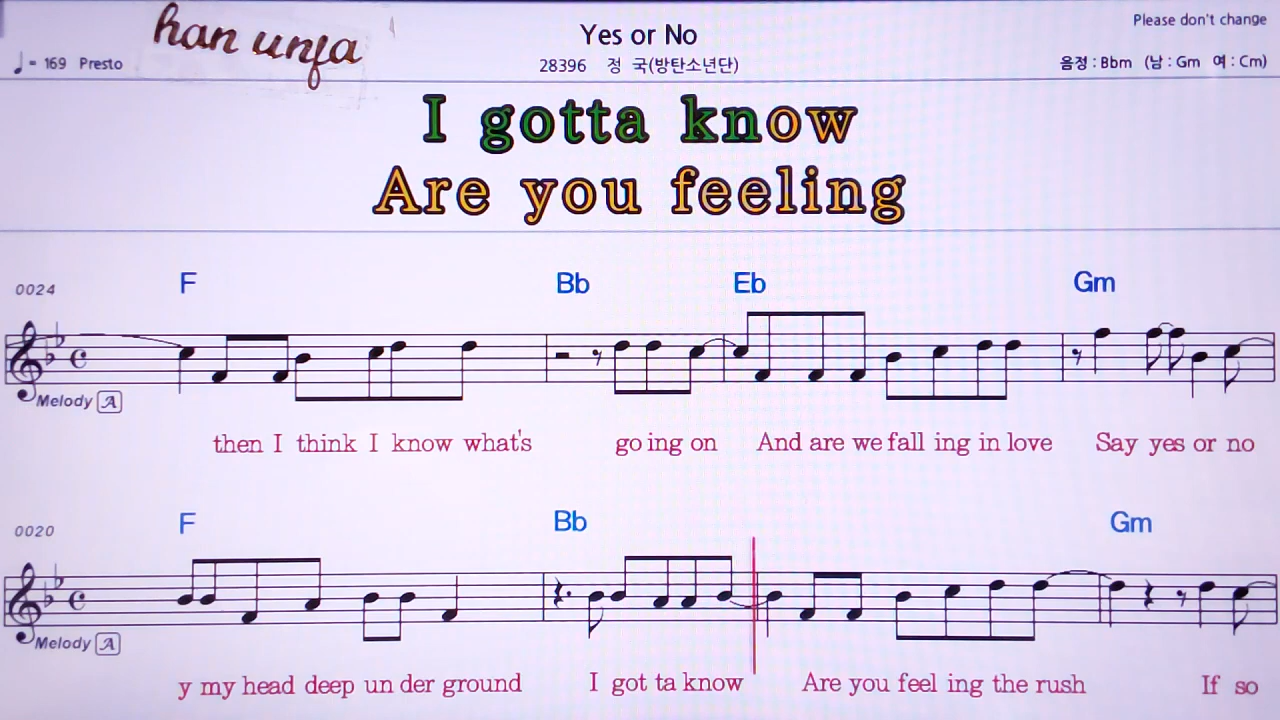 han unja
Yes or No
Please don't change
♩= 169 Presto
28396 정 국(방탄소년단)
음정 : Bbm (남 : Gm 여 : Cm)
I gotta know
Are you feeling
0024
F Bb Eb Gm
Melody A
then I think I know what's going on And are we fall ing in love Say yes or no
0020
F Bb Gm
Melody A
y my head deep un der ground I got ta know Are you feel ing the rush If so